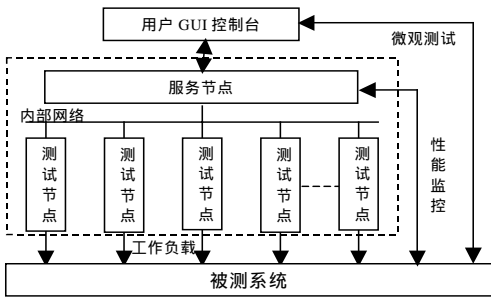 用户 GUI 控制台
微观测试
服务节点
内部网络
测试节点
测试节点
测试节点
测试节点
测试节点
性能监控
工作负载
被测系统